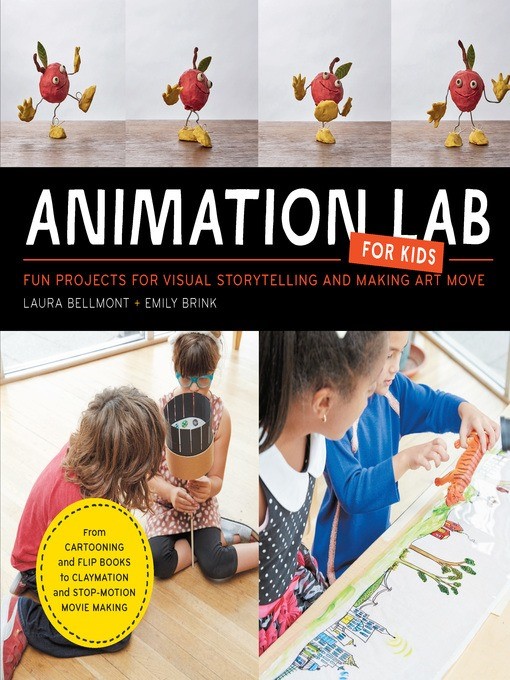 ANIMATION LAB
FOR KIDS
FUN PROJECTS FOR VISUAL STORYTELLING AND MAKING ART MOVE
LAURA BELLMONT + EMILY BRINK
From
CARTOONING
and FLIP BOOKS
to CLAYMATION
and STOP-MOTION
MOVIE MAKING